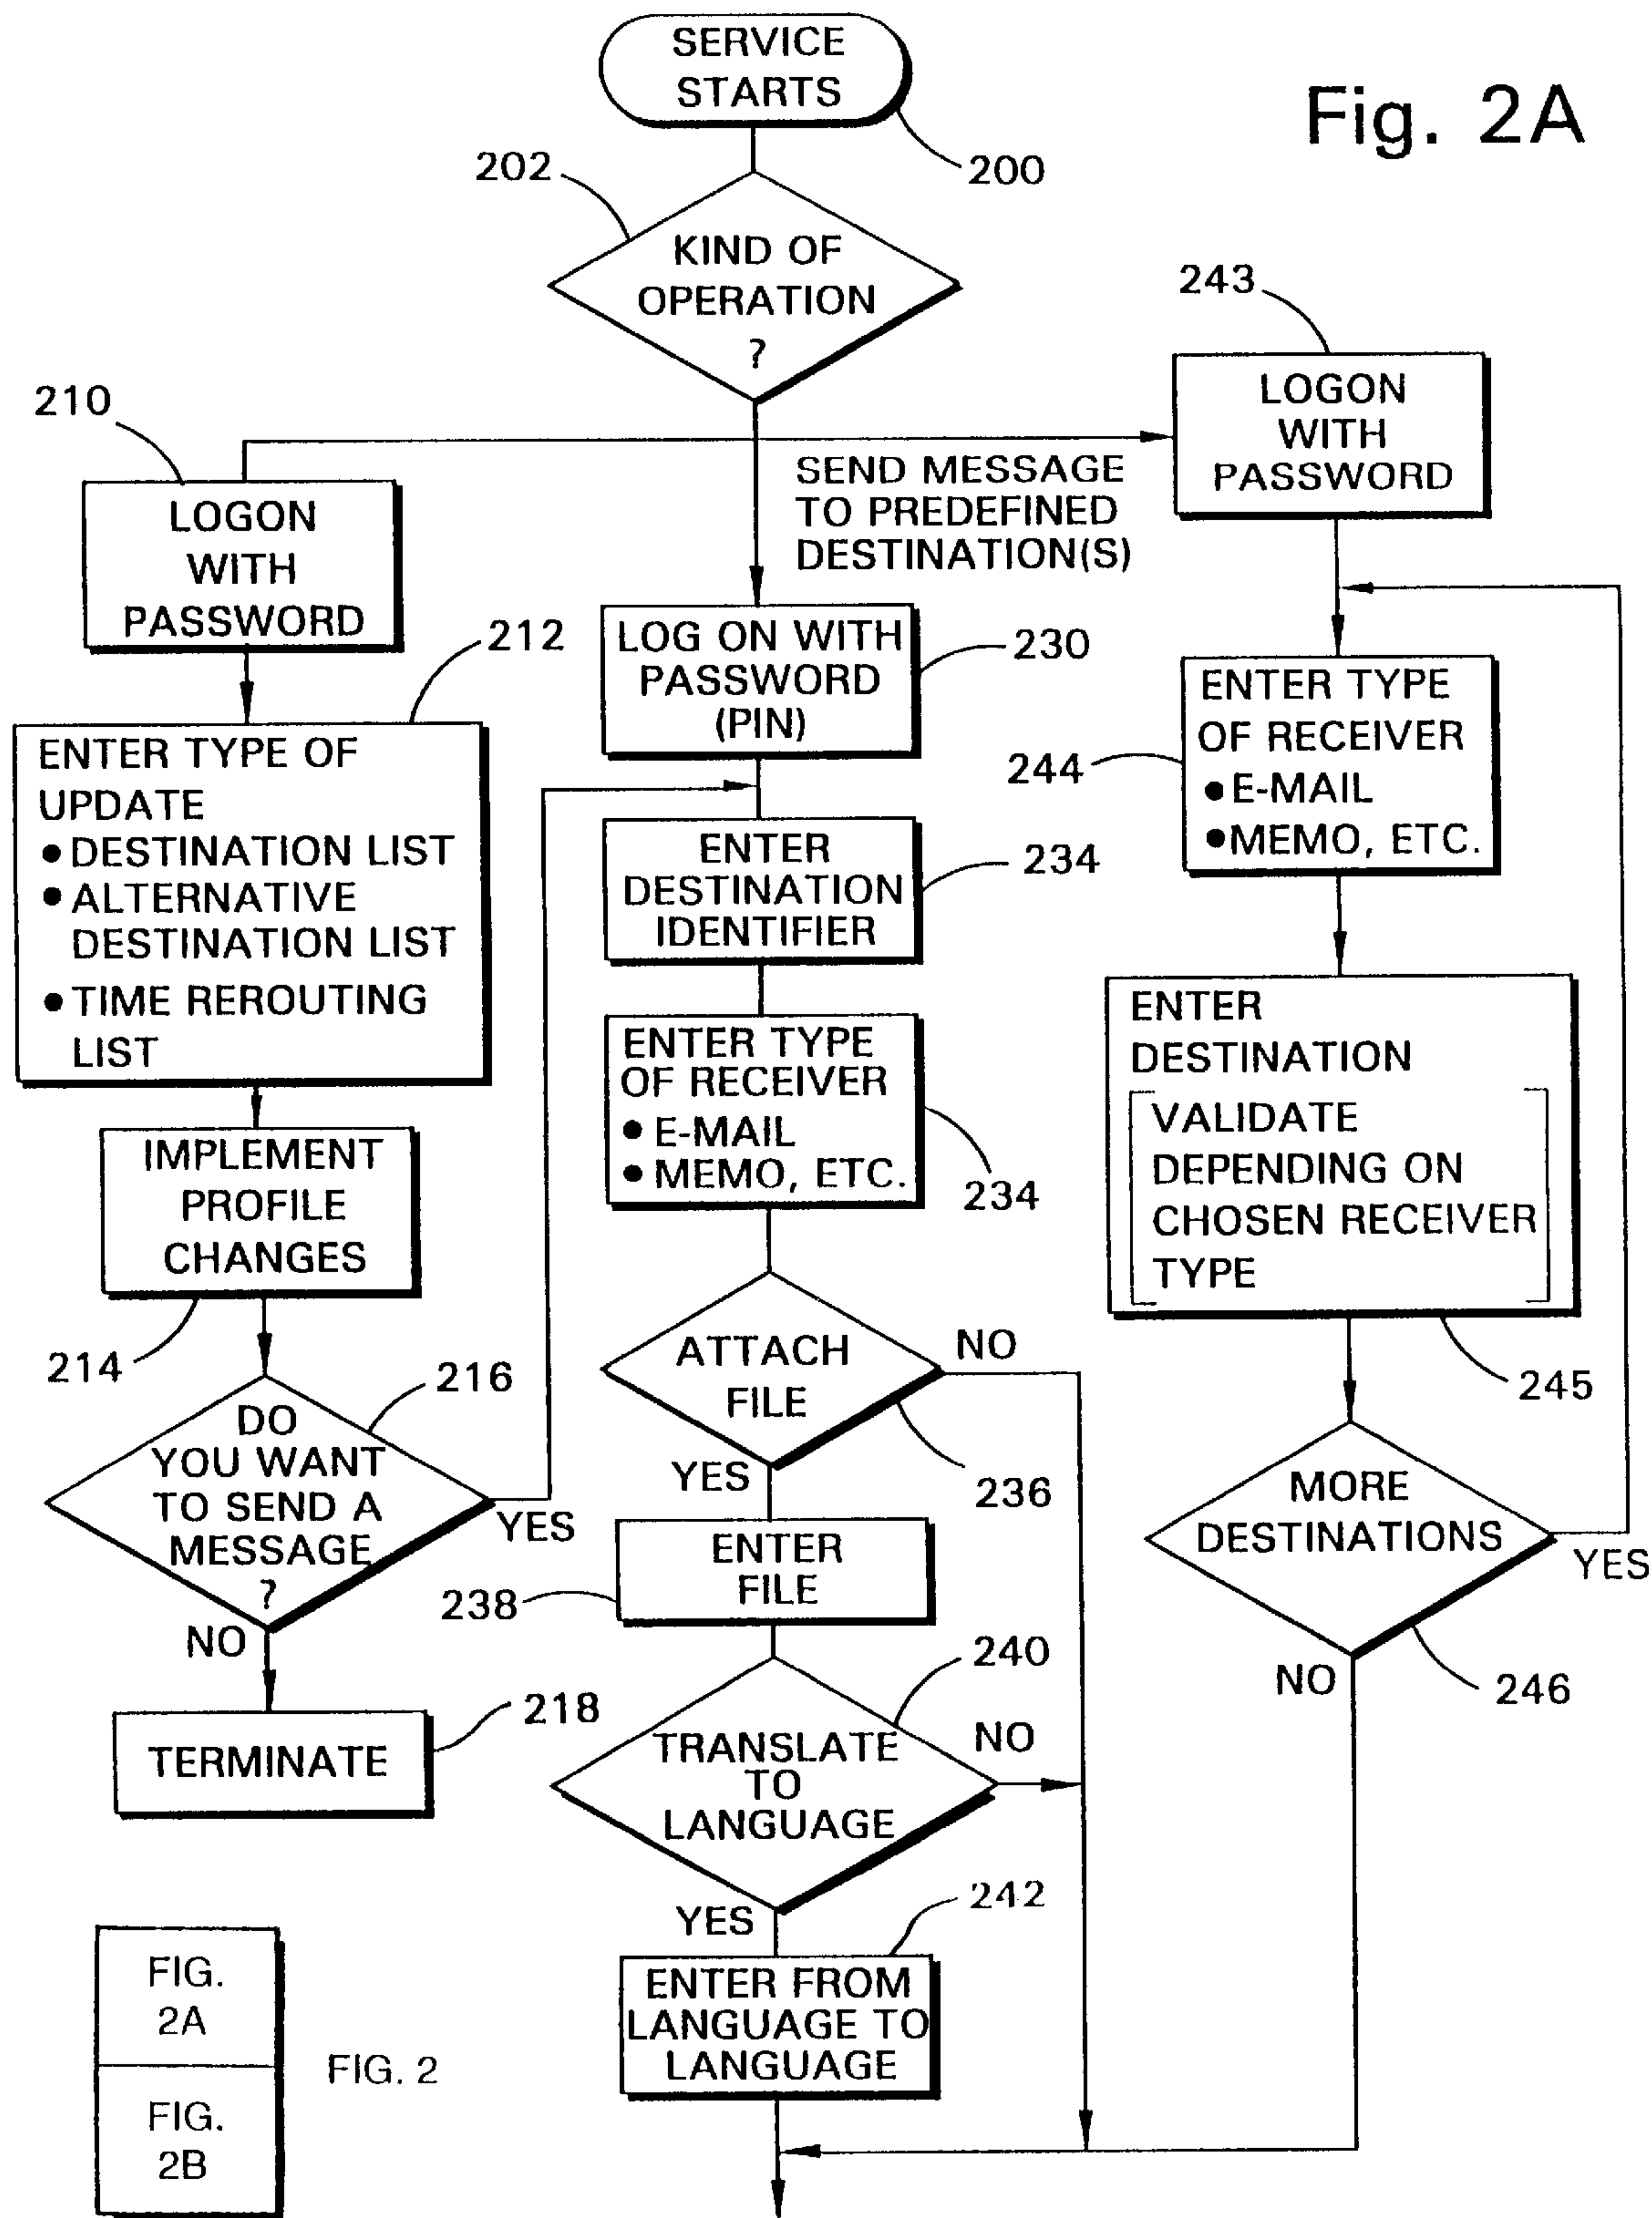 Fig. 2A
SERVICE
STARTS
200
202
KIND OF
OPERATION
?
210
LOGON
WITH
PASSWORD
212
ENTER TYPE OF
UPDATE
● DESTINATION LIST
● ALTERNATIVE
DESTINATION LIST
● TIME REROUTING
LIST
IMPLEMENT
PROFILE
CHANGES
214
216
DO
YOU WANT
TO SEND A
MESSAGE
?
YES
NO
218
TERMINATE
SEND MESSAGE
TO PREDEFINED
DESTINATION(S)
LOG ON WITH
PASSWORD
(PIN)
230
ENTER
DESTINATION
IDENTIFIER
234
ENTER TYPE
OF RECEIVER
● E-MAIL
● MEMO, ETC.
234
ATTACH
FILE
NO
YES
236
ENTER
FILE
238
240
TRANSLATE
TO
LANGUAGE
NO
YES
242
ENTER FROM
LANGUAGE TO
LANGUAGE
243
LOGON
WITH
PASSWORD
ENTER TYPE
OF RECEIVER
● E-MAIL
● MEMO, ETC.
244
ENTER
DESTINATION
VALIDATE
DEPENDING ON
CHOSEN RECEIVER
TYPE
245
MORE
DESTINATIONS
YES
NO
246
FIG.
2A
FIG.
2B
FIG. 2